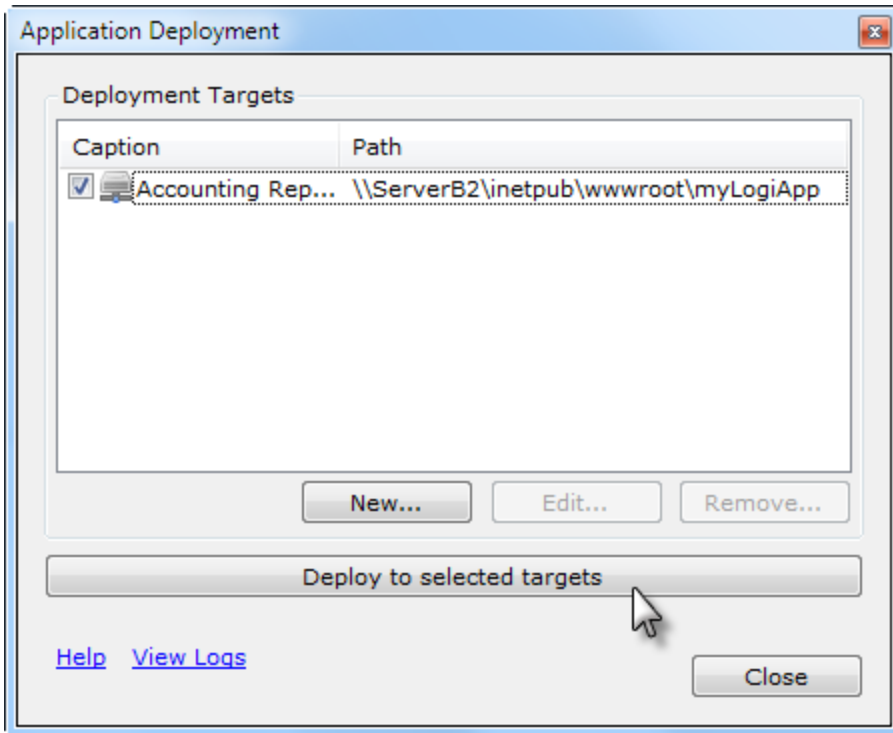 Application Deployment
Deployment Targets
Caption Path
Accounting Rep... \\ServerB2\inetpub\wwwroot\myLogiApp
New... Edit... Remove...
Deploy to selected targets
Help View Logs
Close